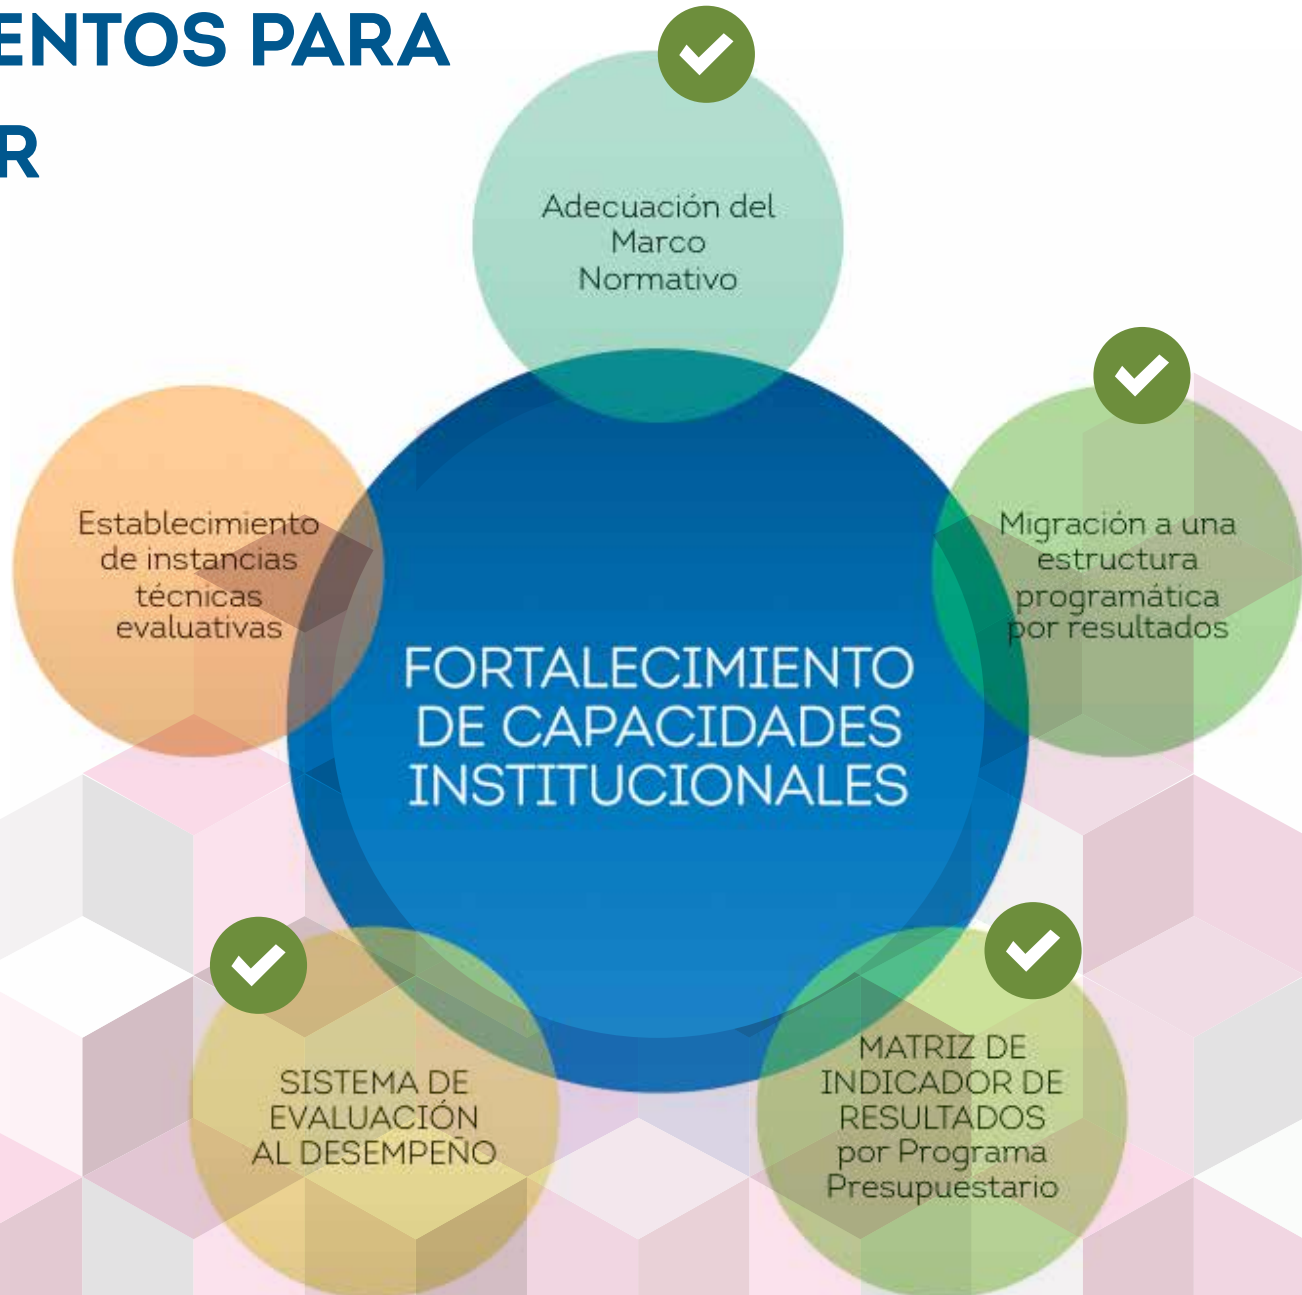 ENTOS PARA
R
Adecuación del
Marco
Normativo
Establecimiento
de instancias
técnicas
evaluativas
Migración a una
estructura
programática
por resultados
FORTALECIMIENTO
DE CAPACIDADES
INSTITUCIONALES
SISTEMA DE
EVALUACIÓN
AL DESEMPEÑO
MATRIZ DE
INDICADOR DE
RESULTADOS
por Programa
Presupuestario